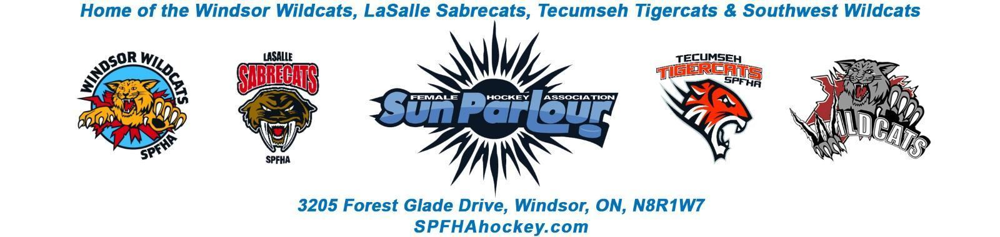 Home of the Windsor Wildcats, LaSalle Sabrecats, Tecumseh Tigercats & Southwest Wildcats
WINDSOR WILDCATS
SPFHA
LASALLE
SABRECATS
SPFHA
FEMALE HOCKEY ASSOCIATION
Sun Parlour
TECUMSEH
TIGERCATS
SPFHA
WILDCATS
3205 Forest Glade Drive, Windsor, ON, N8R1W7
SPFHAhockey.com